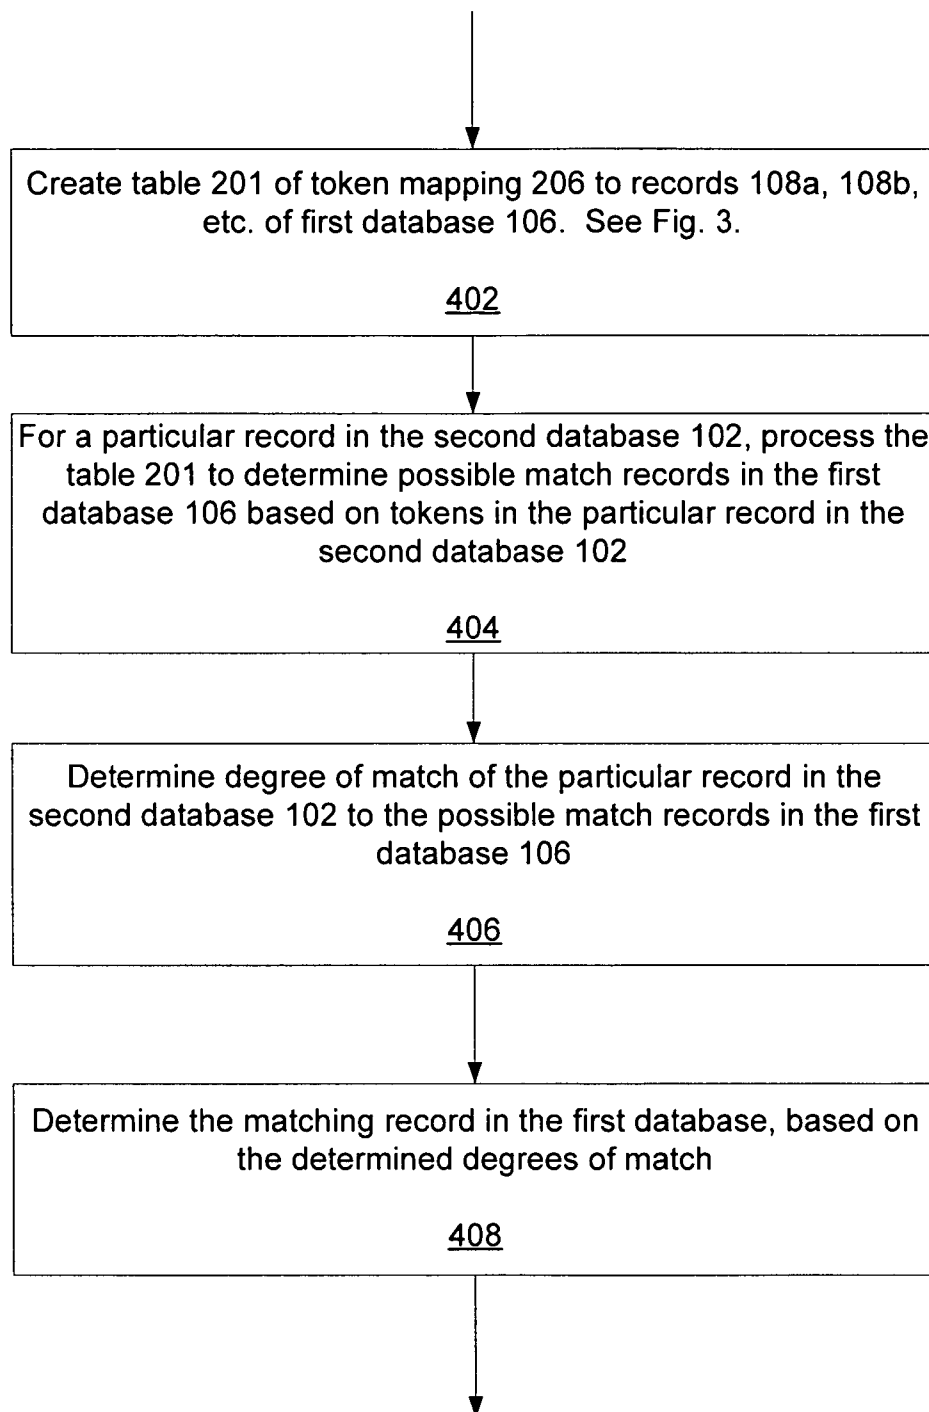 Create table 201 of token mapping 206 to records 108a, 108b,
etc. of first database 106.  See Fig. 3.
402
For a particular record in the second database 102, process the
table 201 to determine possible match records in the first
database 106 based on tokens in the particular record in the
second database 102
404
Determine degree of match of the particular record in the
second database 102 to the possible match records in the first
database 106
406
Determine the matching record in the first database, based on
the determined degrees of match
408